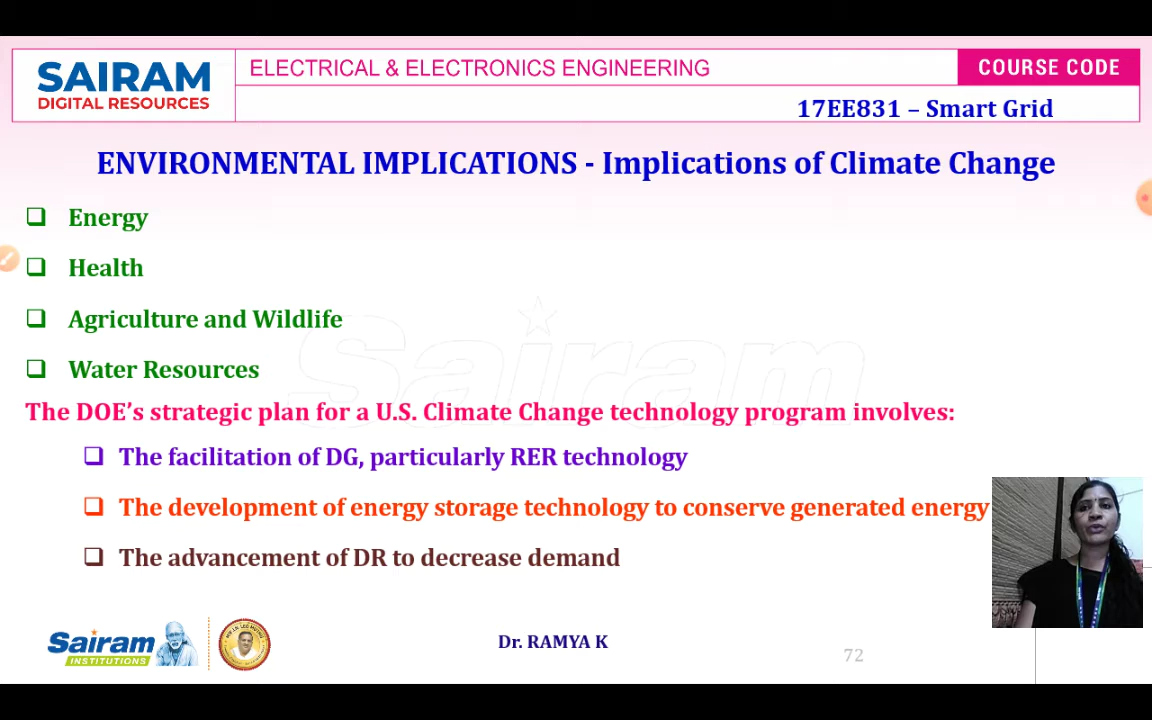 SAIRAM
DIGITAL RESOURCES
ELECTRICAL & ELECTRONICS ENGINEERING
COURSE CODE
17EE831 – Smart Grid
ENVIRONMENTAL IMPLICATIONS - Implications of Climate Change
Energy
Health
Agriculture and Wildlife
Water Resources
Sairam
The DOE’s strategic plan for a U.S. Climate Change technology program involves:
The facilitation of DG, particularly RER technology
The development of energy storage technology to conserve generated energy
The advancement of DR to decrease demand
Sairam
INSTITUTIONS
Dr. RAMYA K
72